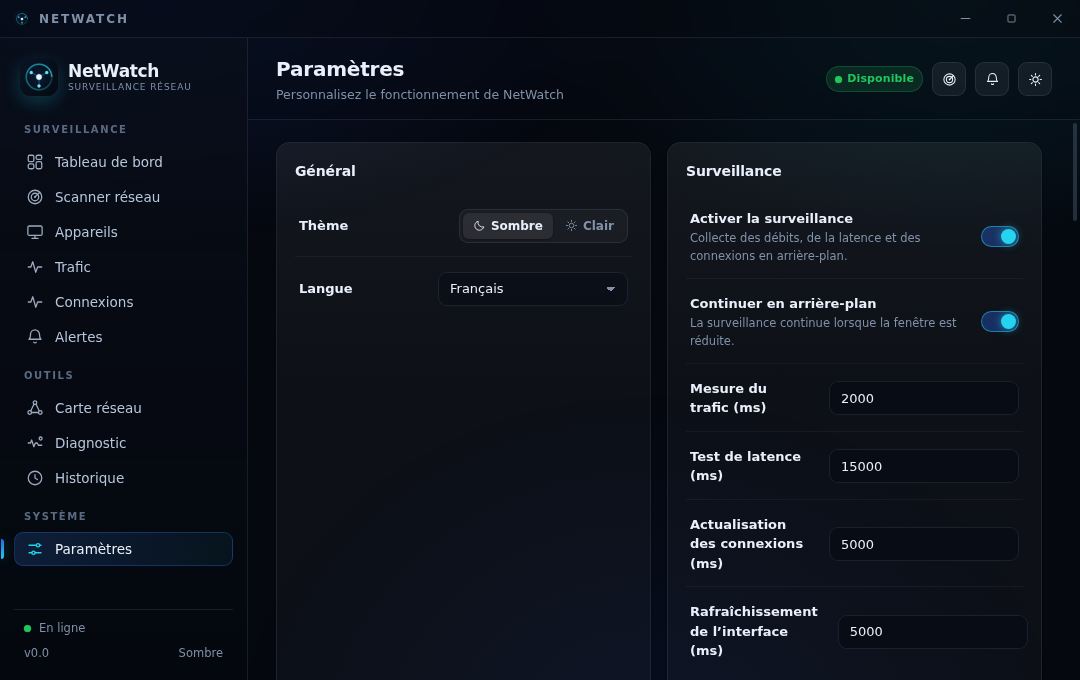 NETWATCH
NetWatch
SURVEILLANCE RÉSEAU
SURVEILLANCE
Tableau de bord
Scanner réseau
Appareils
Trafic
Connexions
Alertes
OUTILS
Carte réseau
Diagnostic
Historique
SYSTÈME
Paramètres
En ligne
v0.0
Sombre
Paramètres
Personnalisez le fonctionnement de NetWatch
Disponible
Général
Thème
Sombre
Clair
Langue
Français
Surveillance
Activer la surveillance
Collecte des débits, de la latence et des
connexions en arrière-plan.
Continuer en arrière-plan
La surveillance continue lorsque la fenêtre est
réduite.
Mesure du
trafic (ms)
2000
Test de latence
(ms)
15000
Actualisation
des connexions
(ms)
5000
Rafraîchissement
de l’interface
(ms)
5000